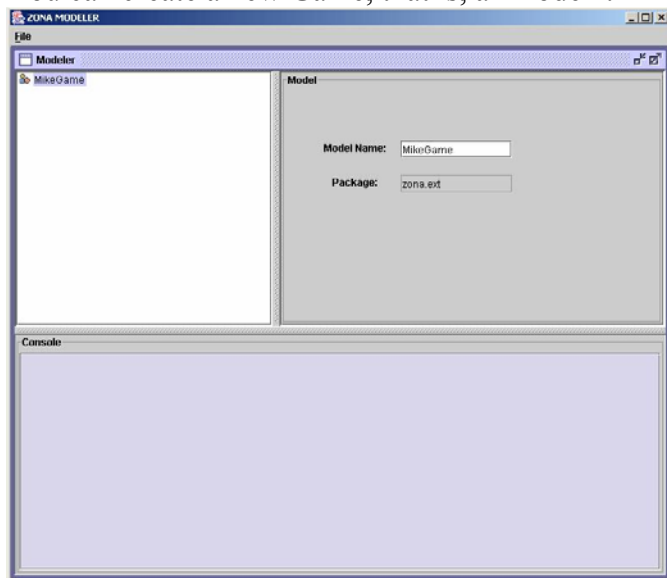 ZONA MODELER
File
Modeler
MikeGame
Model
Model Name: MikeGame
Package: zona.ext
Console